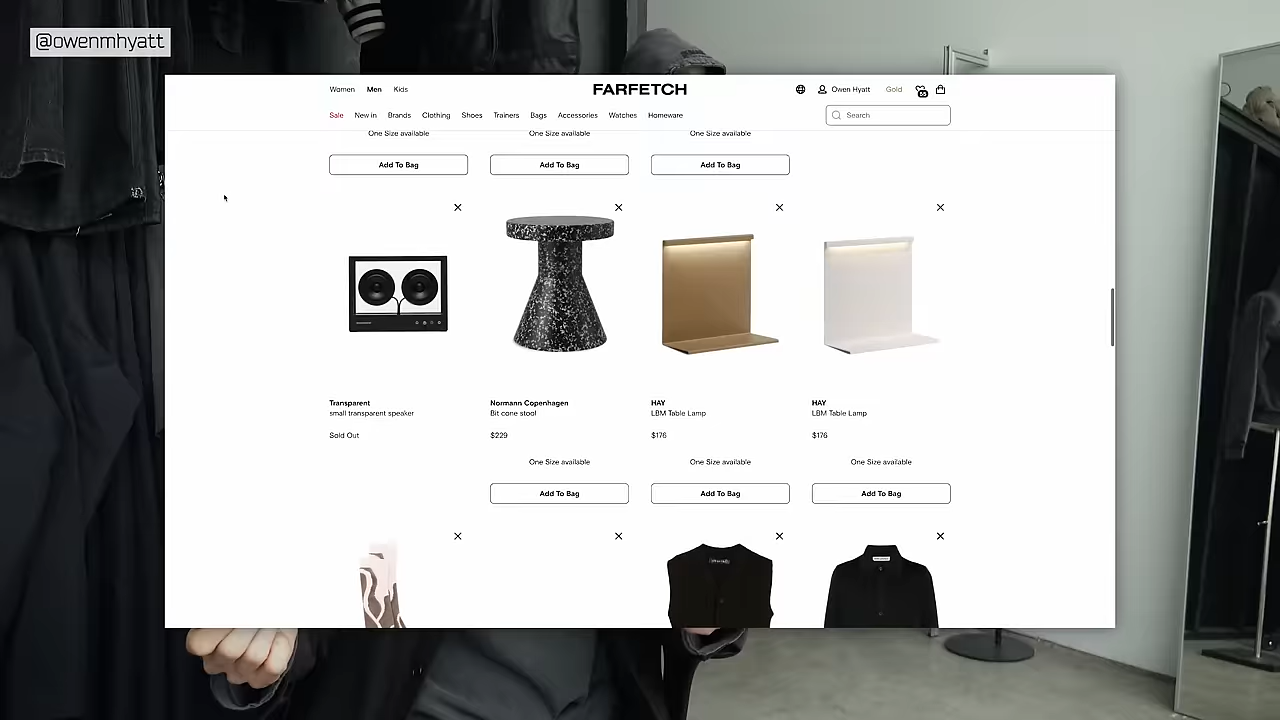 @owenmhyatt
Women Men Kids
FARFETCH
Owen Hyatt Gold
Sale New in Brands Clothing Shoes Trainers Bags Accessories Watches Homeware
Search
One Size available One Size available One Size available
Add To Bag Add To Bag Add To Bag
Transparent
small transparent speaker
Sold Out
Normann Copenhagen
Bit cone stool
$229
One Size available
Add To Bag
HAY
LBM Table Lamp
$176
One Size available
Add To Bag
HAY
LBM Table Lamp
$176
One Size available
Add To Bag